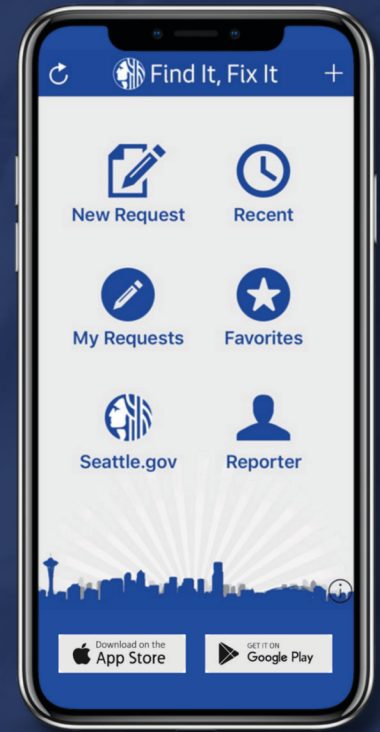 Find It, Fix It
New Request
Recent
My Requests
Favorites
Seattle.gov
Reporter
Download on the
App Store
GET IT ON
Google Play